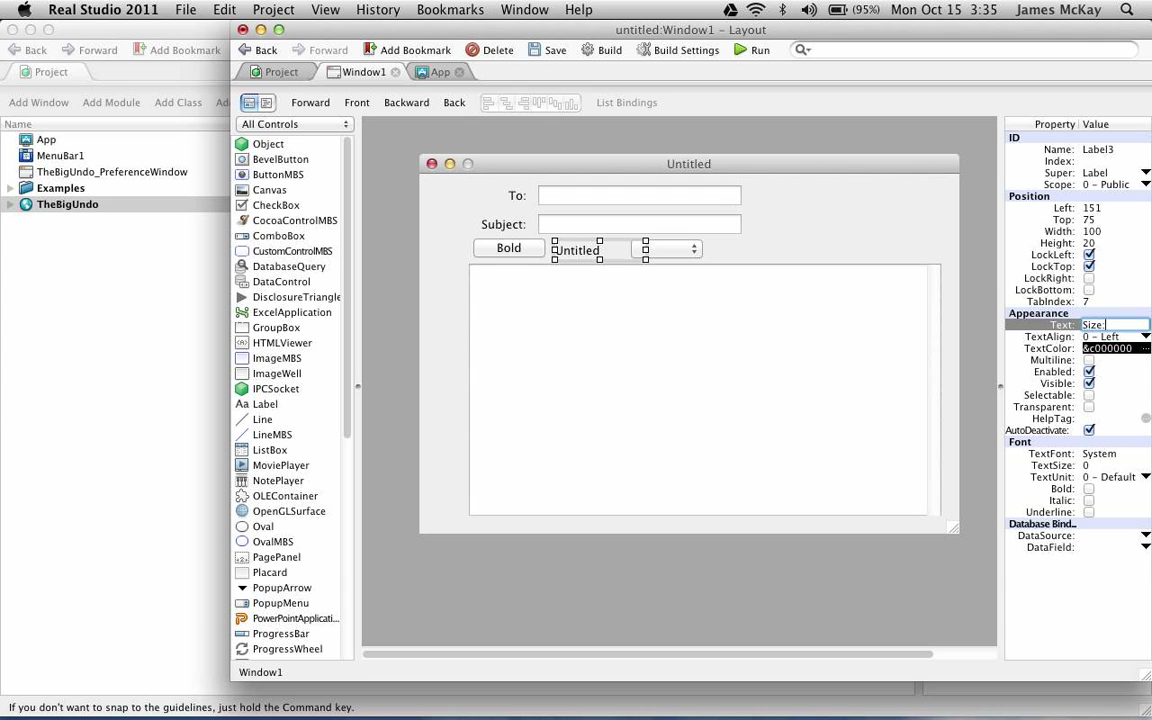 Real Studio 2011 File Edit Project View History Bookmarks Window Help (95%) Mon Oct 15 3:35 James McKay
untitled:Window1 – Layout
Back Forward Add Bookmark
Back Forward Add Bookmark Delete Save Build Build Settings Run
Project
Project Window1 App
Add Window Add Module Add Class
Forward Front Backward Back List Bindings
Name
App
MenuBar1
TheBigUndo_PreferenceWindow
Examples
TheBigUndo
All Controls
Object
BevelButton
ButtonMBS
Canvas
CheckBox
CocoaControlMBS
ComboBox
CustomControlMBS
DatabaseQuery
DataControl
DisclosureTriangle
ExcelApplication
GroupBox
HTMLViewer
ImageMBS
ImageWell
IPCSocket
Aa Label
Line
LineMBS
ListBox
MoviePlayer
NotePlayer
OLEContainer
OpenGLSurface
Oval
OvalMBS
PagePanel
Placard
PopupArrow
PopupMenu
PowerPointApplicati...
ProgressBar
ProgressWheel
Untitled
To:
Subject:
Bold Untitled
Property Value
ID
Name: Label3
Index:
Super: Label
Scope: 0 – Public
Position
Left: 151
Top: 75
Width: 100
Height: 20
LockLeft:
LockTop:
LockRight:
LockBottom:
TabIndex: 7
Appearance
Text: Size:
TextAlign: 0 – Left
TextColor: &c000000 ...
Multiline:
Enabled:
Visible:
Selectable:
Transparent:
HelpTag:
AutoDeactivate:
Font
TextFont: System
TextSize: 0
TextUnit: 0 – Default
Bold:
Italic:
Underline:
Database Bind...
DataSource:
DataField:
Window1
If you don't want to snap to the guidelines, just hold the Command key.